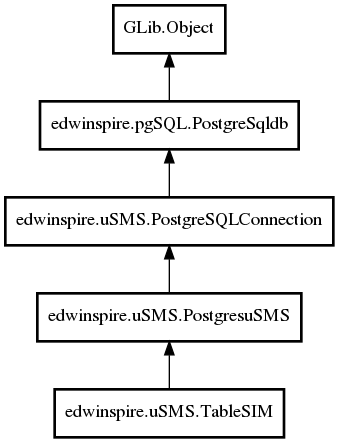 GLib.Object
edwinspire.pgSQL.PostgreSqldb
edwinspire.uSMS.PostgreSQLConnection
edwinspire.uSMS.PostgresuSMS
edwinspire.uSMS.TableSIM